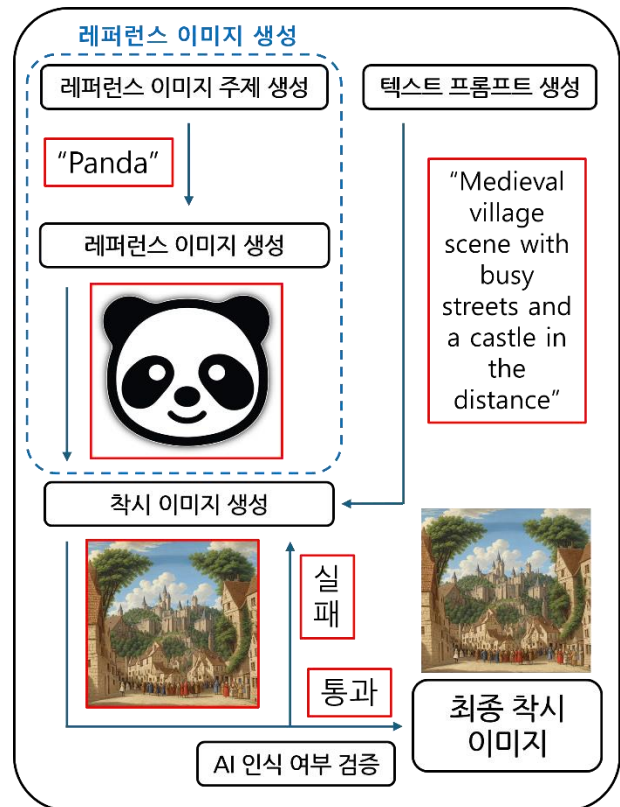 레퍼런스 이미지 생성
레퍼런스 이미지 주제 생성
텍스트 프롬프트 생성
“Panda”
“Medieval
village
scene with
busy
streets and
a castle in
the
distance”
레퍼런스 이미지 생성
착시 이미지 생성
실
패
통과
최종 착시
이미지
AI 인식 여부 검증